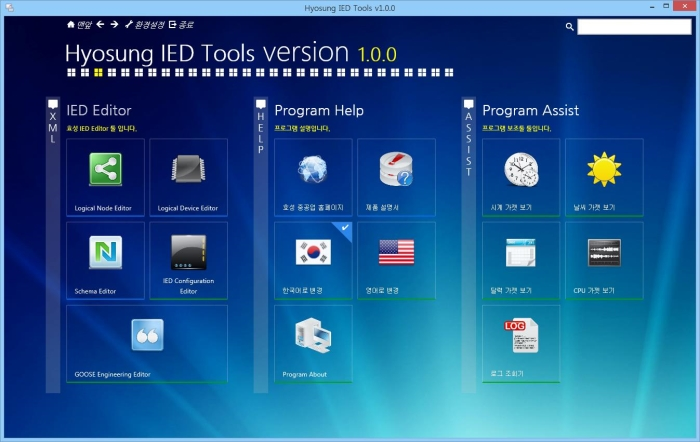 Hyosung IED Tools v1.0.0
맨앞 환경설정 종료
Hyosung IED Tools version 1.0.0
XML
IED Editor
효성 IED Editor 툴 입니다.
Logical Node Editor
Logical Device Editor
Schema Editor
IED Configuration
Editor
GOOSE Engineering Editor
HELP
Program Help
프로그램 설명입니다.
효성 중공업 홈페이지
제품 설명서
한국어로 변경
영어로 변경
Program About
ASSIST
Program Assist
프로그램 보조툴 들입니다.
시계 가젯 보기
날씨 가젯 보기
달력 가젯 보기
CPU 가젯 보기
LOG
로그 조회기